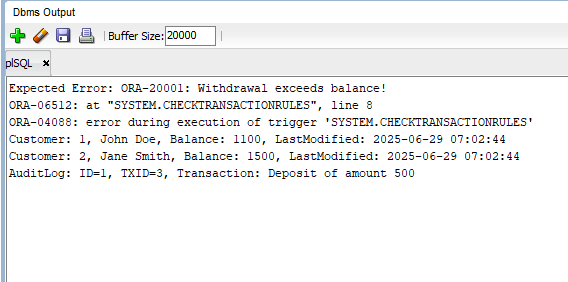 Dbms Output
Buffer Size: 20000
plSQL
Expected Error: ORA-20001: Withdrawal exceeds balance!
ORA-06512: at "SYSTEM.CHECKTRANSACTIONRULES", line 8
ORA-04088: error during execution of trigger 'SYSTEM.CHECKTRANSACTIONRULES'
Customer: 1, John Doe, Balance: 1100, LastModified: 2025-06-29 07:02:44
Customer: 2, Jane Smith, Balance: 1500, LastModified: 2025-06-29 07:02:44
AuditLog: ID=1, TXID=3, Transaction: Deposit of amount 500